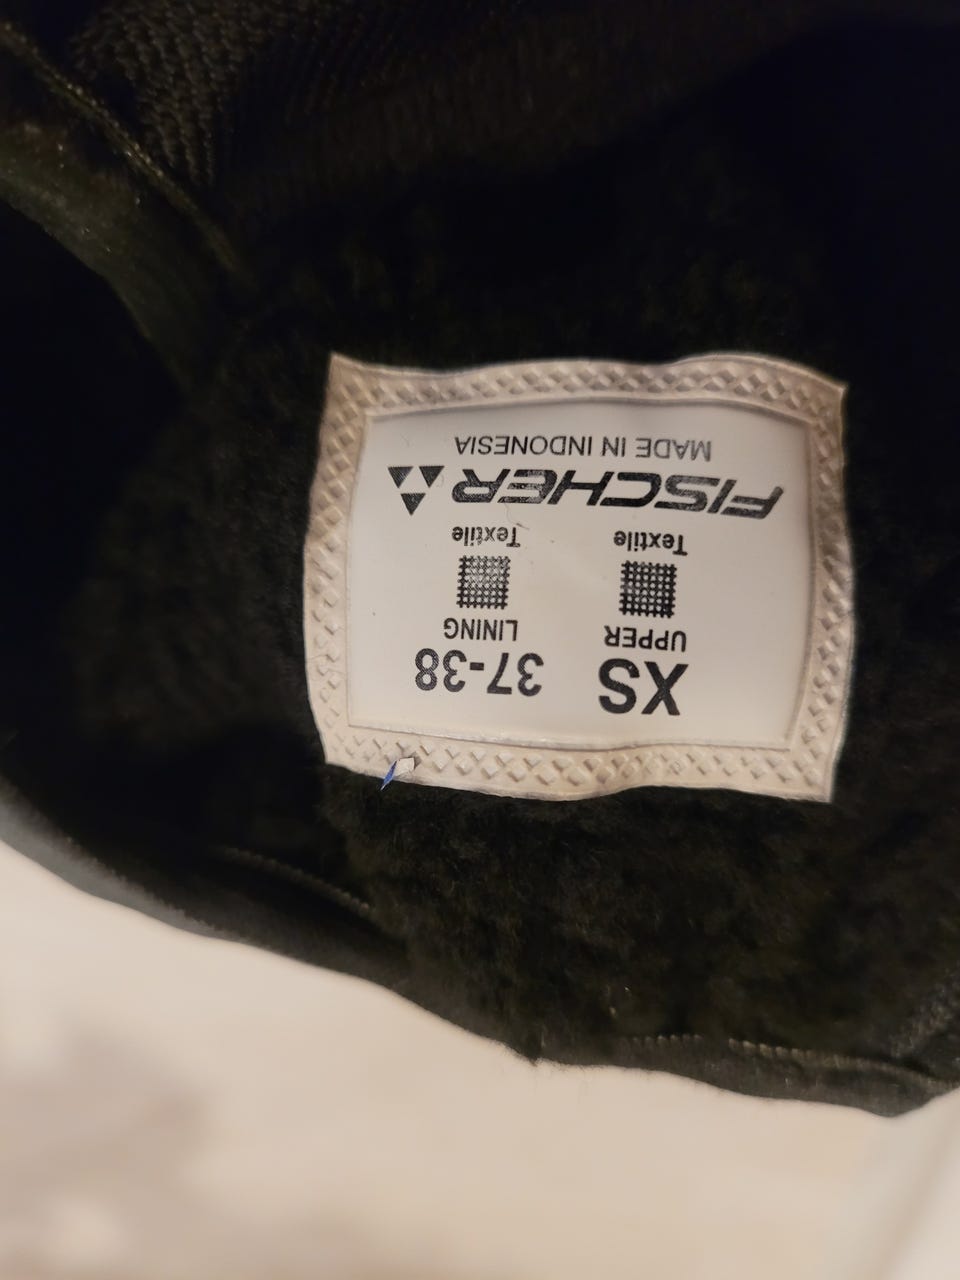 XS 37-38
UPPER LINING
Textile Textile
FISCHER
MADE IN INDONESIA